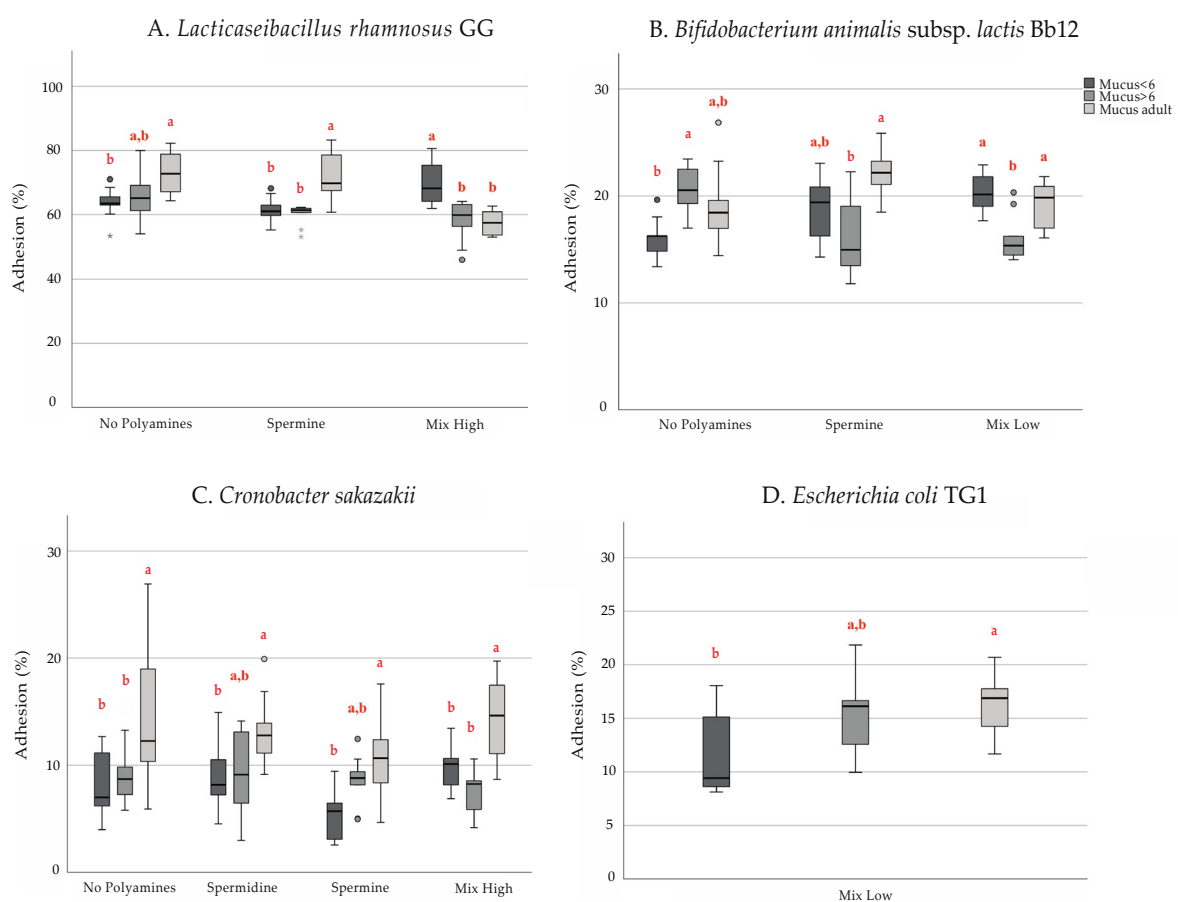 A. Lacticaseibacillus rhamnosus GG
100
80
60
40
20
0
Adhesion (%)
b
a,b
a
b
b
a
a
b
b
No Polyamines
Spermine
Mix High
B. Bifidobacterium animalis subsp. lactis Bb12
Mucus<6
Mucus>6
Mucus adult
30
20
10
0
Adhesion (%)
b
a
a,b
a,b
b
a
a
b
a
No Polyamines
Spermine
Mix Low
C. Cronobacter sakazakii
30
20
10
0
Adhesion (%)
b
b
a
b
a,b
a
b
a,b
a
b
b
a
No Polyamines
Spermidine
Spermine
Mix High
D. Escherichia coli TG1
30
25
20
15
10
5
0
Adhesion (%)
b
a,b
a
Mix Low